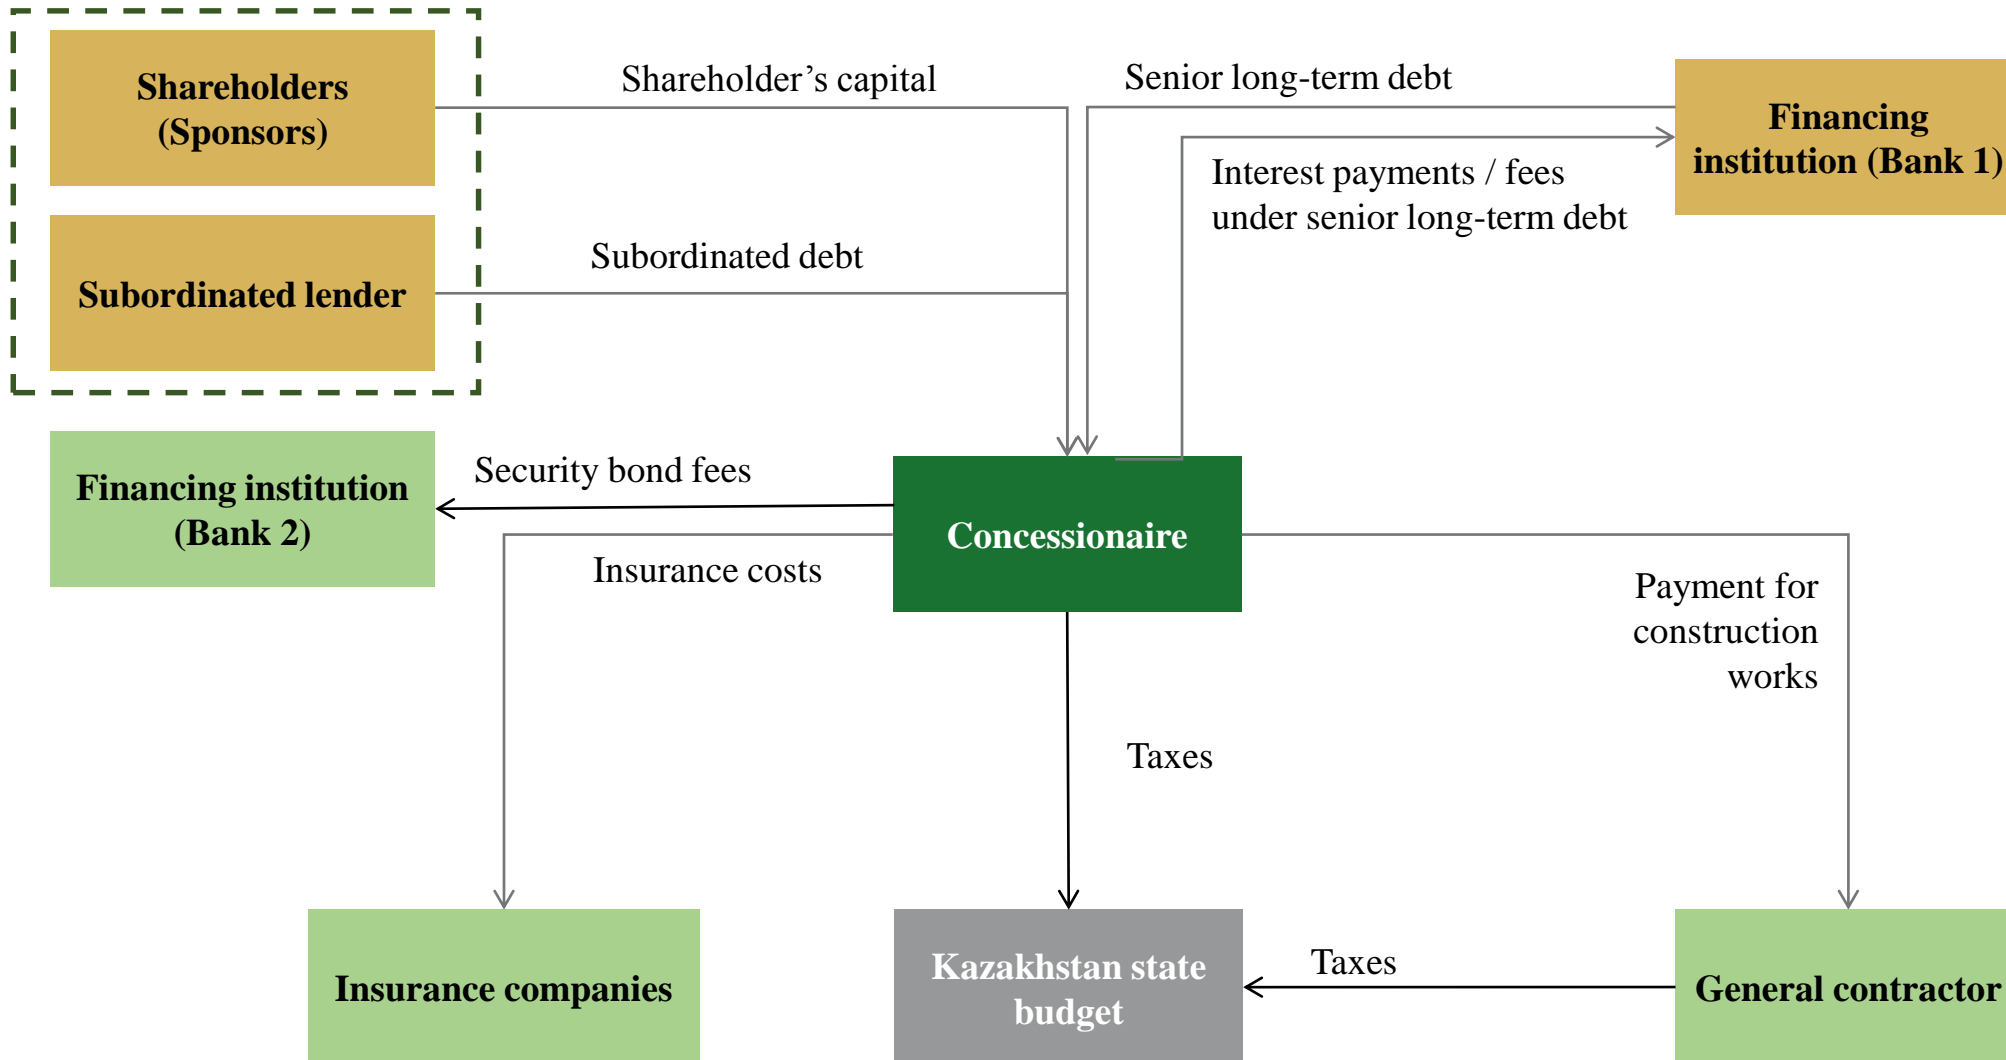 Shareholders
(Sponsors)
Shareholder’s capital
Senior long-term debt
Financing
institution (Bank 1)
Interest payments / fees
under senior long-term debt
Subordinated lender
Subordinated debt
Financing institution
(Bank 2)
Security bond fees
Concessionaire
Insurance costs
Payment for
construction
works
Taxes
Insurance companies
Kazakhstan state
budget
Taxes
General contractor